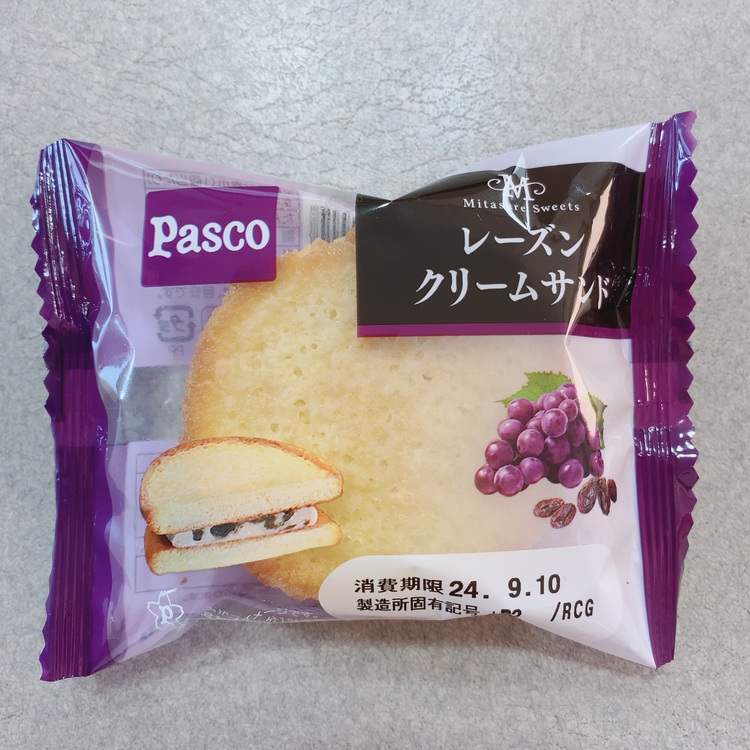 Pasco
M
Mitasare Sweets
レーズン
クリームサンド
消費期限 24. 9.10
製造所固有記号 /RCG